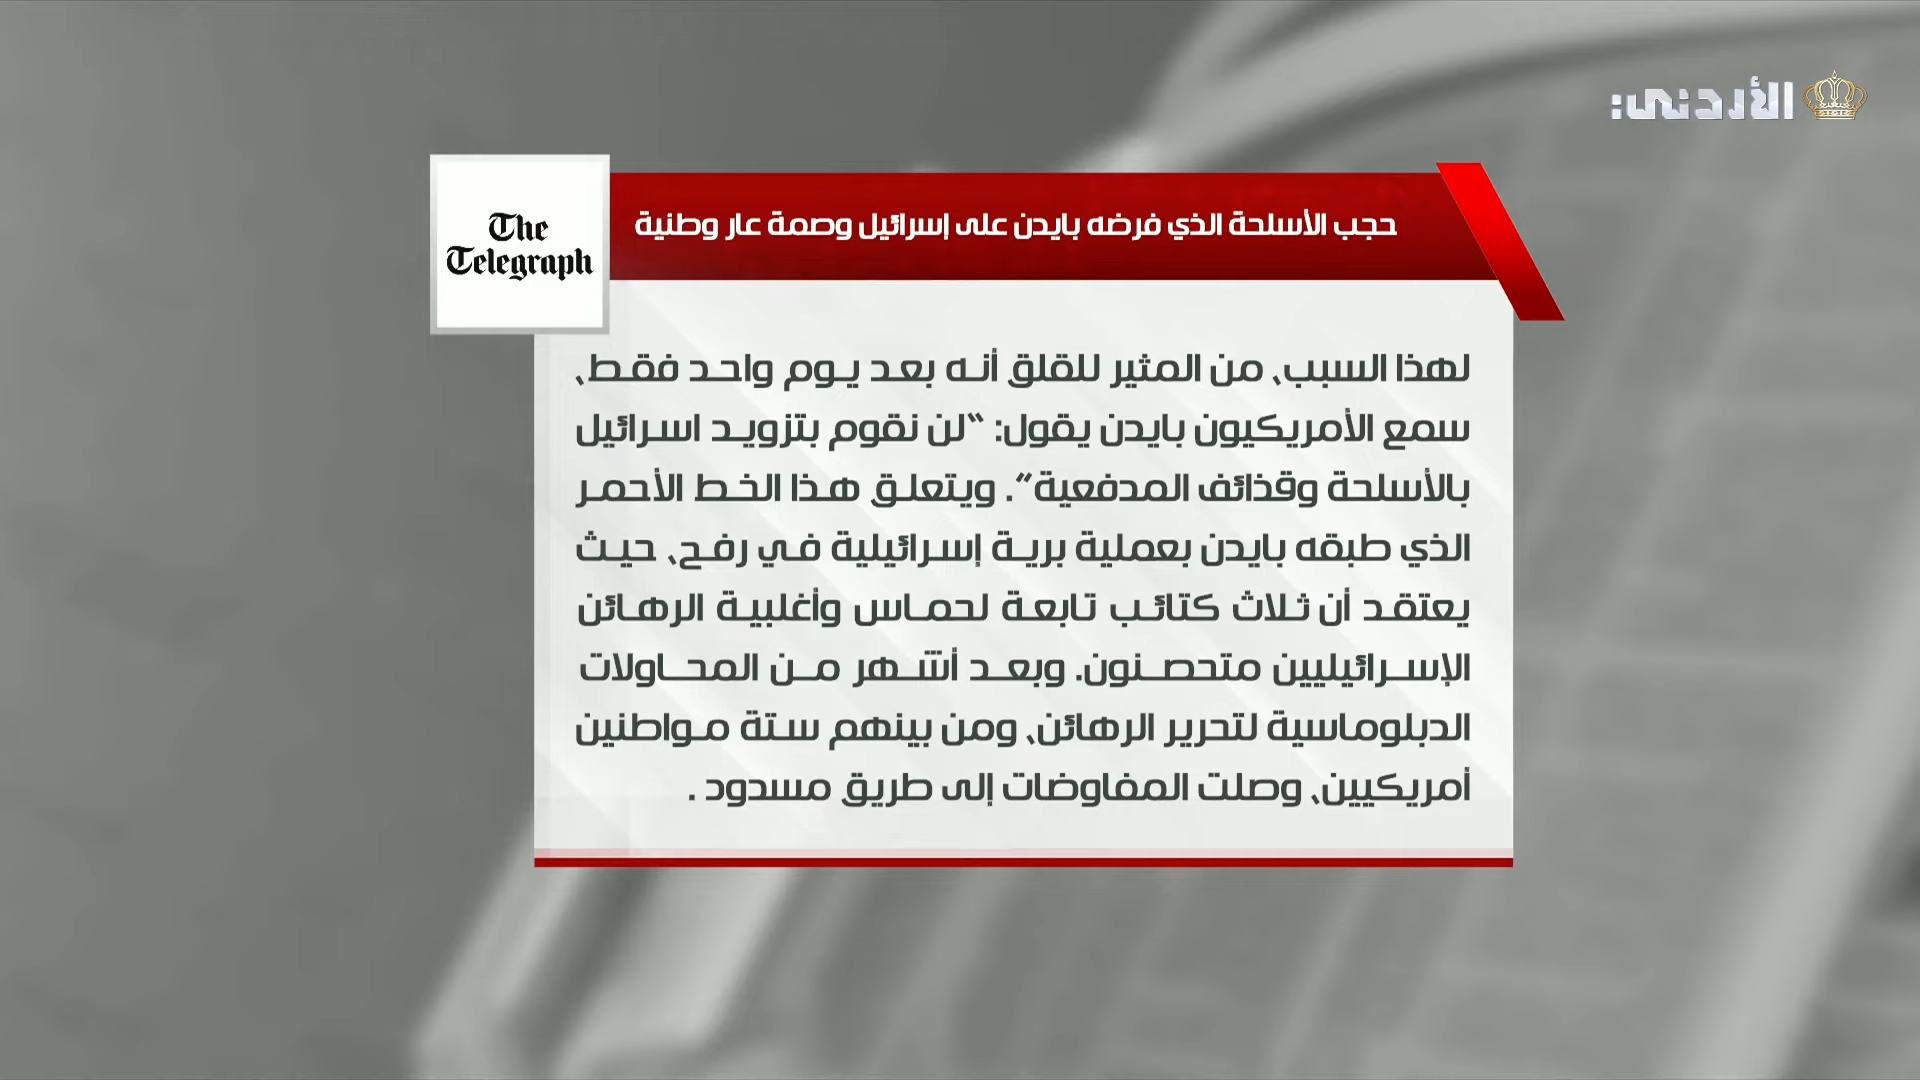 الأردني:
The
Telegraph
حجب الأسلحة الذي فرضه بايدن على إسرائيل وصمة عار وطنية
لهذا السبب، من المثير للقلق أنه بعد يوم واحد فقط،
سمع الأمريكيون بايدن يقول: "لن نقوم بتزويد اسرائيل
بالأسلحة وقذائف المدفعية". ويتعلق هذا الخط الأحمر
الذي طبقه بايدن بعملية برية إسرائيلية في رفح، حيث
يعتقد أن ثلاث كتائب تابعة لحماس وأغلبية الرهائن
الإسرائيليين متحصنون. وبعد أشهر من المحاولات
الدبلوماسية لتحرير الرهائن، ومن بينهم ستة مواطنين
أمريكيين، وصلت المفاوضات إلى طريق مسدود .